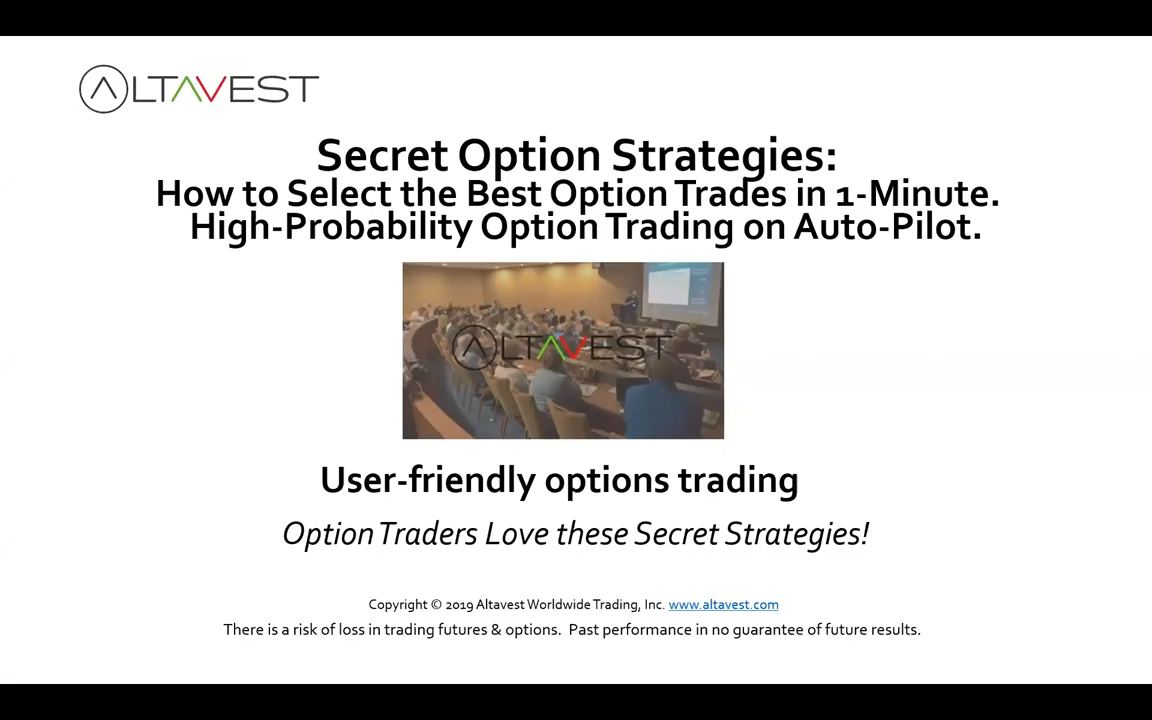 ALTAVEST
Secret Option Strategies:
How to Select the Best Option Trades in 1-Minute.
High-Probability Option Trading on Auto-Pilot.
ALTAVEST
User-friendly options trading
Option Traders Love these Secret Strategies!
Copyright © 2019 Altavest Worldwide Trading, Inc. www.altavest.com
There is a risk of loss in trading futures & options. Past performance in no guarantee of future results.